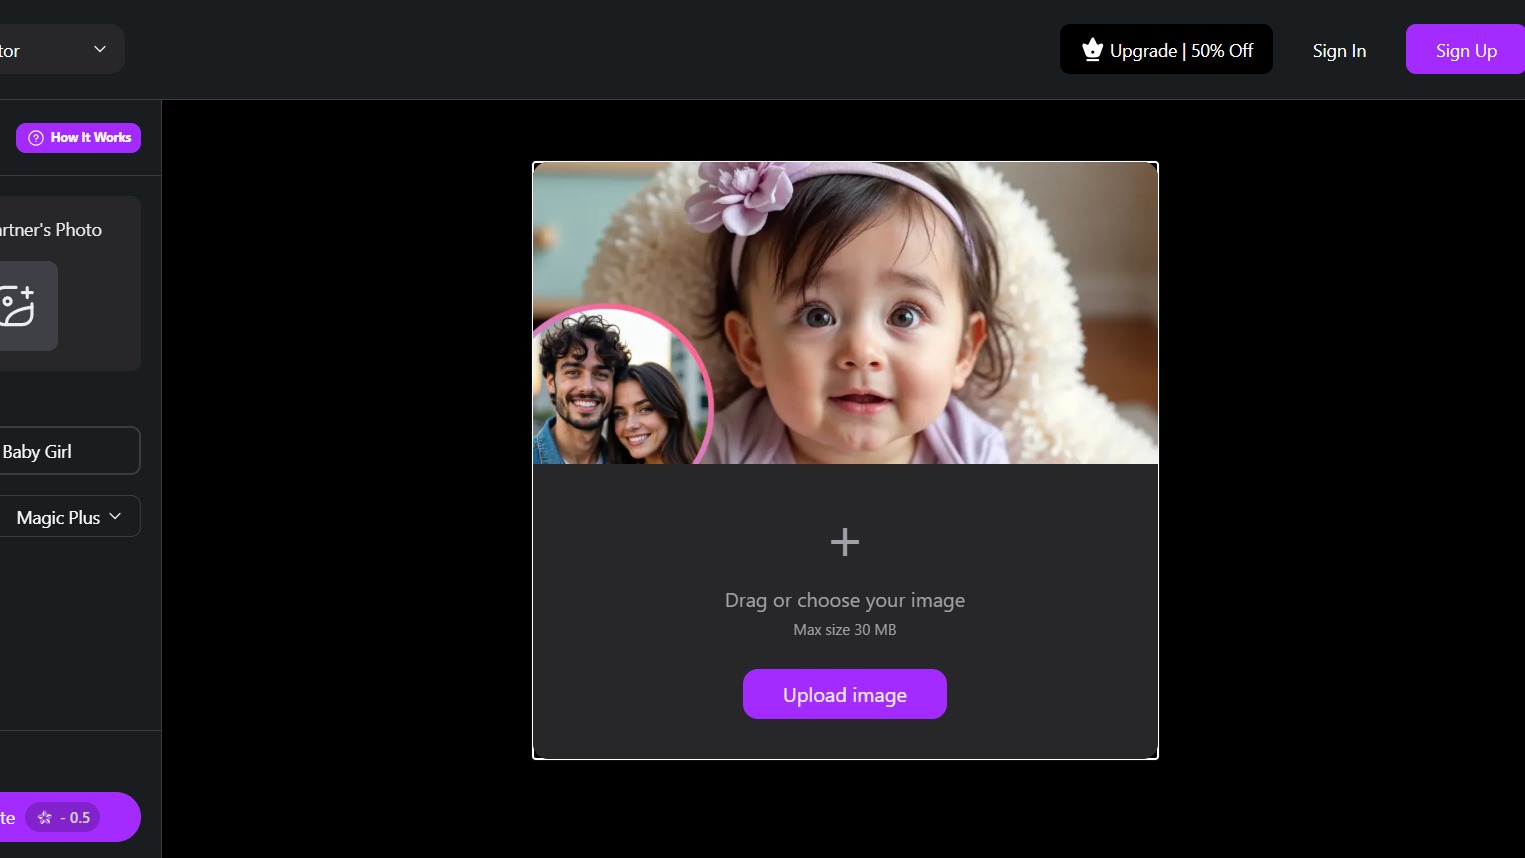 tor
Upgrade | 50% Off
Sign In
Sign Up
How It Works
artner's Photo
Baby Girl
Magic Plus
te
- 0.5
Drag or choose your image
Max size 30 MB
Upload image